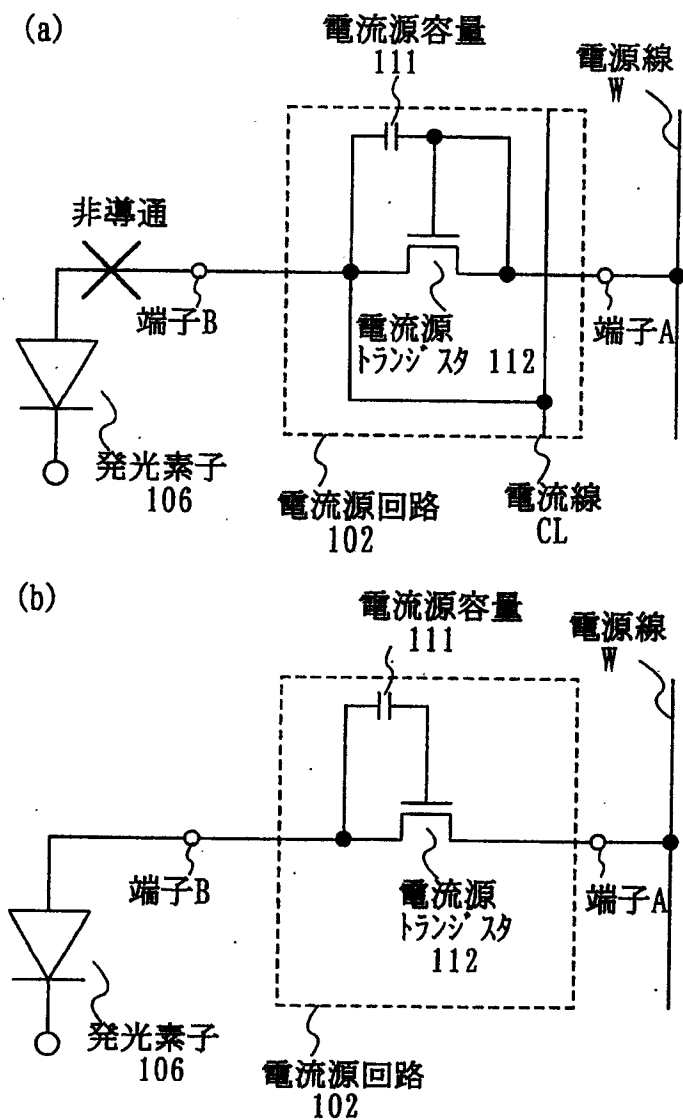 (a)
電流源容量
111
電源線
W
非導通
端子B
電流源
トランジスタ 112
端子A
発光素子
106
電流源回路
102
電流線
CL
(b)
電流源容量
111
電源線
W
端子B
電流源
トランジスタ
112
端子A
発光素子
106
電流源回路
102